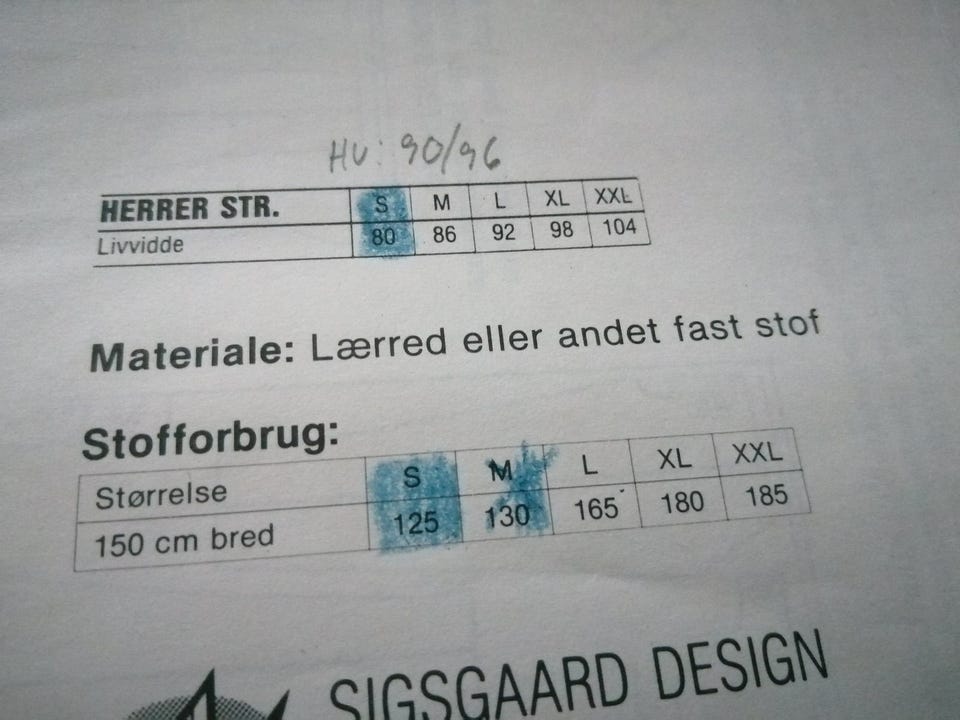 HV: 90/96
HERRER STR. S M L XL XXL
Livvidde 80 86 92 98 104
Materiale: Lærred eller andet fast stof
Stofforbrug:
Størrelse S M L XL XXL
150 cm bred 125 130 165 180 185
SIGSGAARD DESIGN